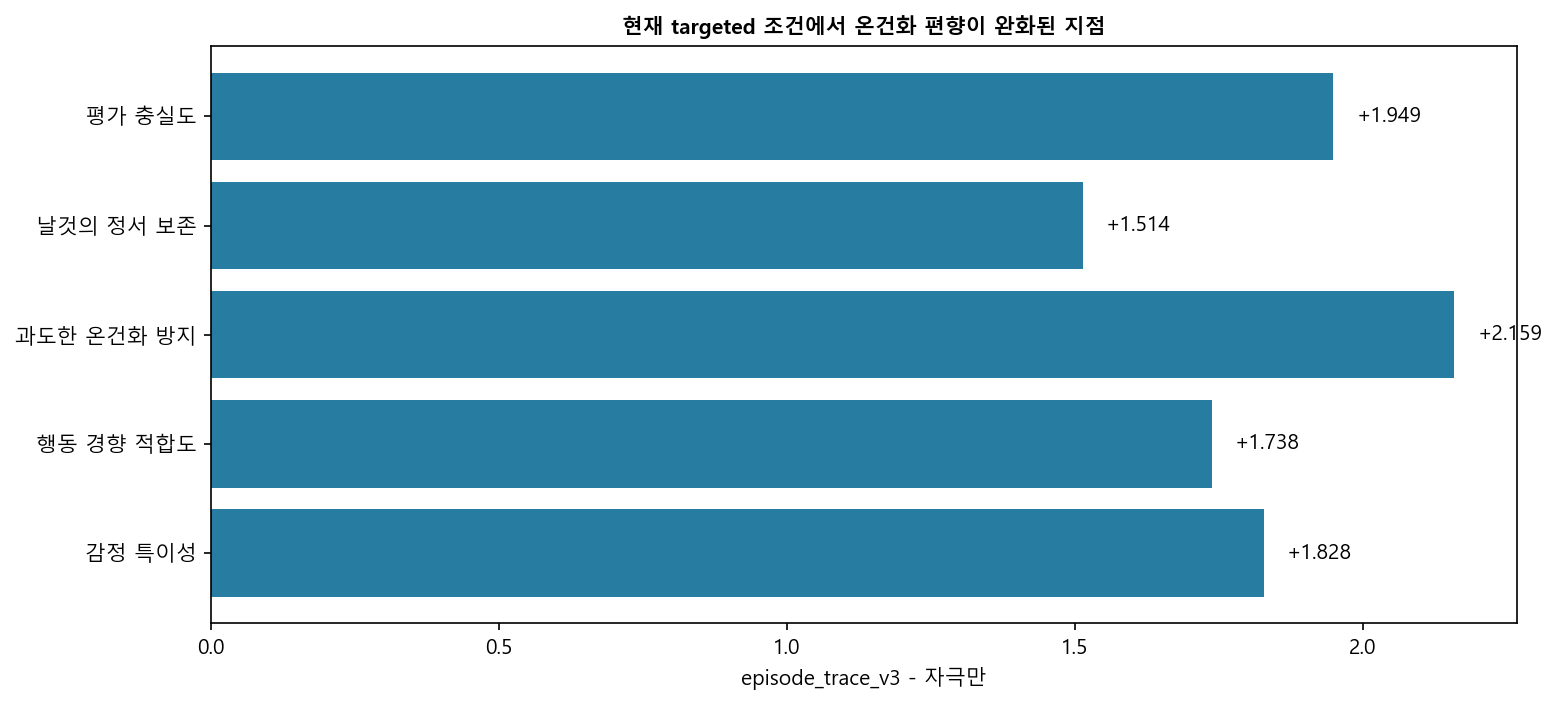 현재 targeted 조건에서 온건화 편향이 완화된 지점
평가 충실도
+1.949
날것의 정서 보존
+1.514
과도한 온건화 방지
+2.159
행동 경향 적합도
+1.738
감정 특이성
+1.828
0.0 0.5 1.0 1.5 2.0
episode_trace_v3 - 자극만